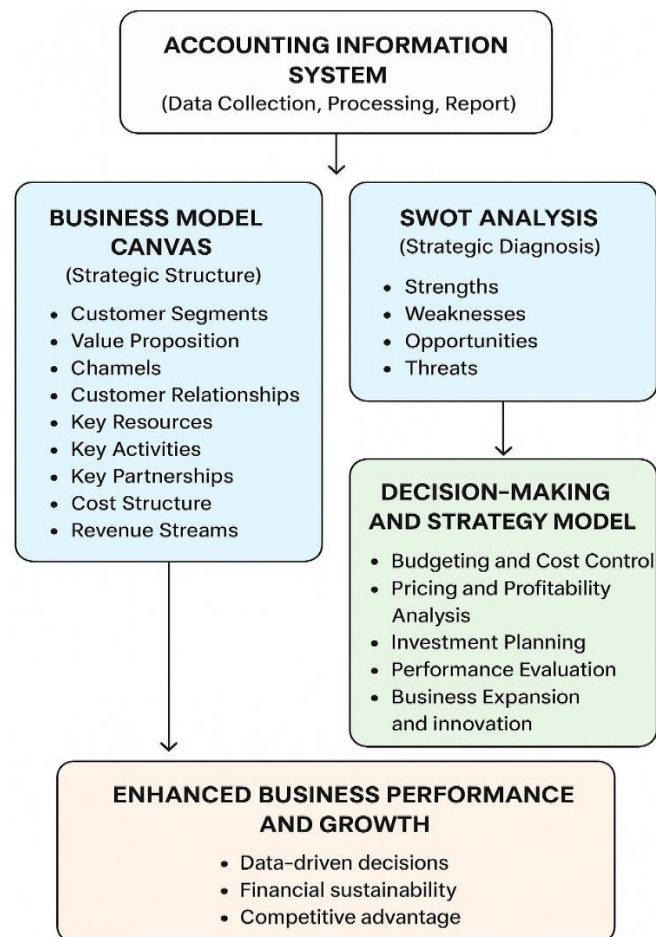 ACCOUNTING INFORMATION
SYSTEM
(Data Collection, Processing, Report)
BUSINESS MODEL
CANVAS
(Strategic Structure)
• Customer Segments
• Value Proposition
• Channels
• Customer Relationships
• Key Resources
• Key Activities
• Key Partnerships
• Cost Structure
• Revenue Streams
SWOT ANALYSIS
(Strategic Diagnosis)
• Strengths
• Weaknesses
• Opportunities
• Threats
DECISION-MAKING
AND STRATEGY MODEL
• Budgeting and Cost Control
• Pricing and Profitability
Analysis
• Investment Planning
• Performance Evaluation
• Business Expansion
and innovation
ENHANCED BUSINESS PERFORMANCE
AND GROWTH
• Data-driven decisions
• Financial sustainability
• Competitive advantage